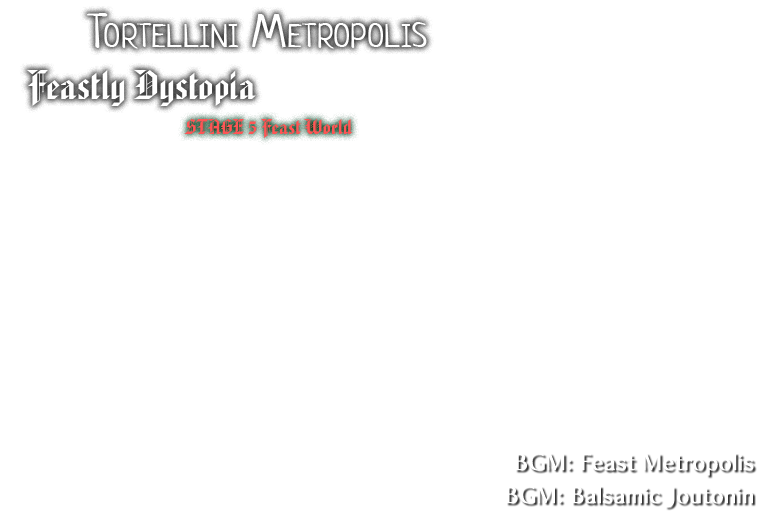 Tortellini Metropolis
Feastly Dystopia
STAGE 5 Feast World
BGM: Feast Metropolis
BGM: Balsamic Joutonin